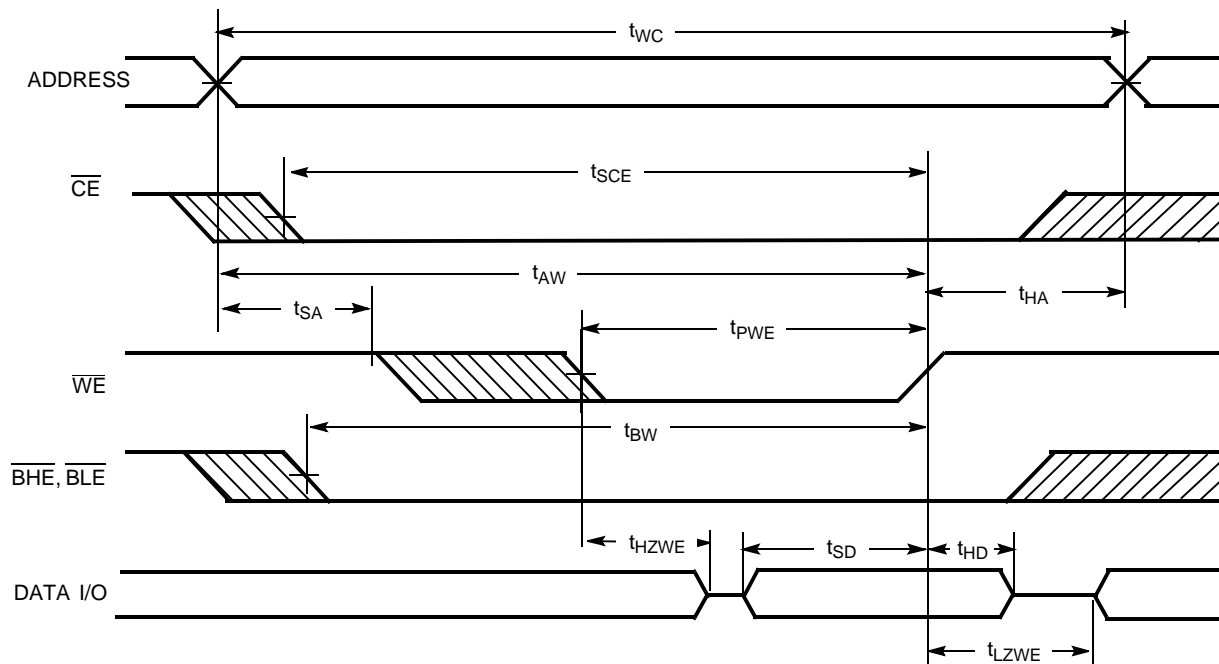 tWC
ADDRESS
tSCE
CE
tAW
tSA
tHA
tPWE
WE
tBW
BHE, BLE
tHZWE
tSD
tHD
DATA I/O
tLZWE